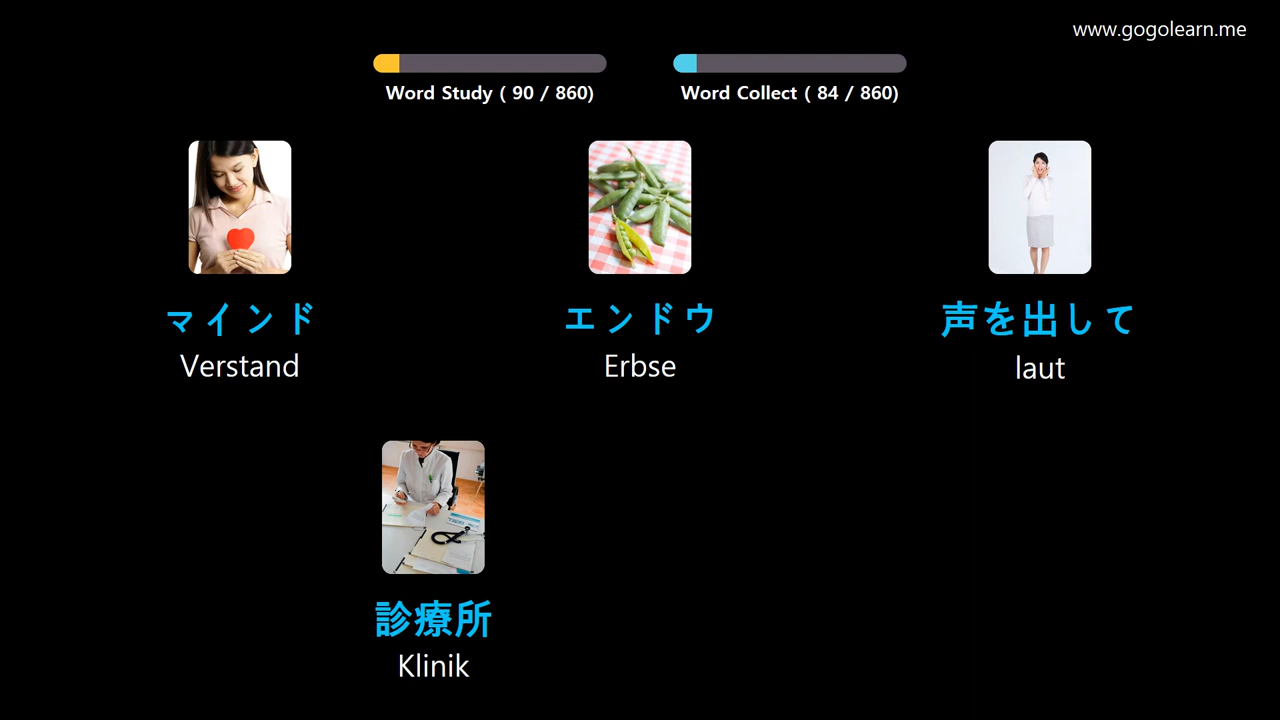 www.gogolearn.me
Word Study ( 90 / 860)
Word Collect ( 84 / 860)
マインド
Verstand
エンドウ
Erbse
声を出して
laut
診療所
Klinik